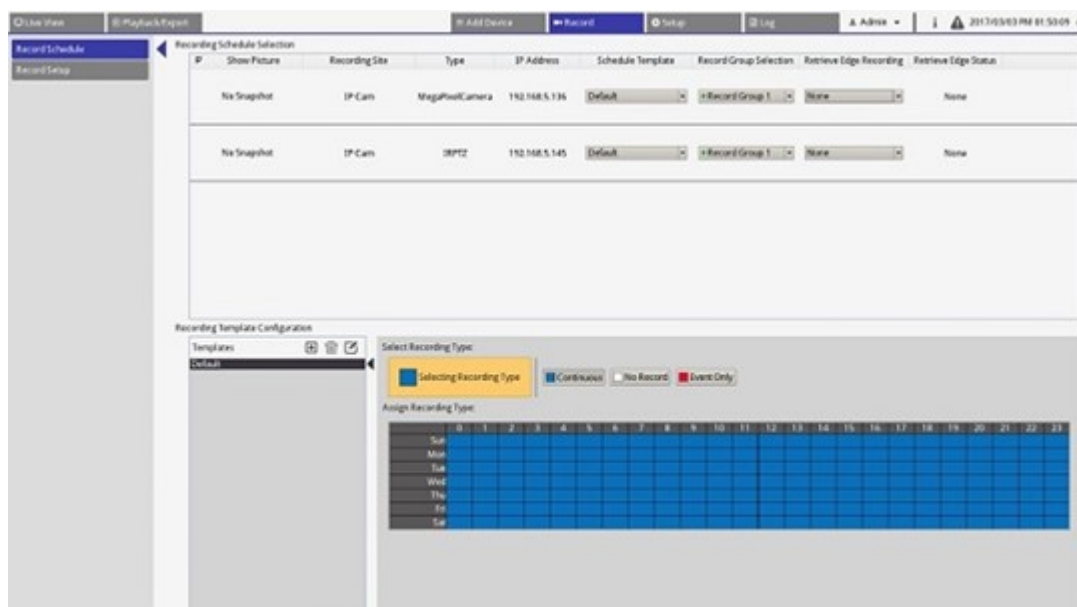 Live View Playback/Export Add Device Record Setup Log Admin 2017/03/03 PM 01:53:09
Record Schedule
Record Setup
Recording Schedule Selection
Show Picture Recording Site Type IP Address Schedule Template Record Group Selection Retrieve Edge Recording Retrieve Edge Status
No Snapshot IP Cam MegaPixelCamera 192.168.5.136 Default +Record Group 1 None None
No Snapshot IP Cam IRPTZ 192.168.5.145 Default +Record Group 1 None None
Recording Template Configuration
Templates
Default
Select Recording Type:
Selecting Recording Type Continuous No Record Event Only
Assign Recording Type:
0 1 2 3 4 5 6 7 8 9 10 11 12 13 14 15 16 17 18 19 20 21 22 23
Sun
Mon
Tue
Wed
Thu
Fri
Sat